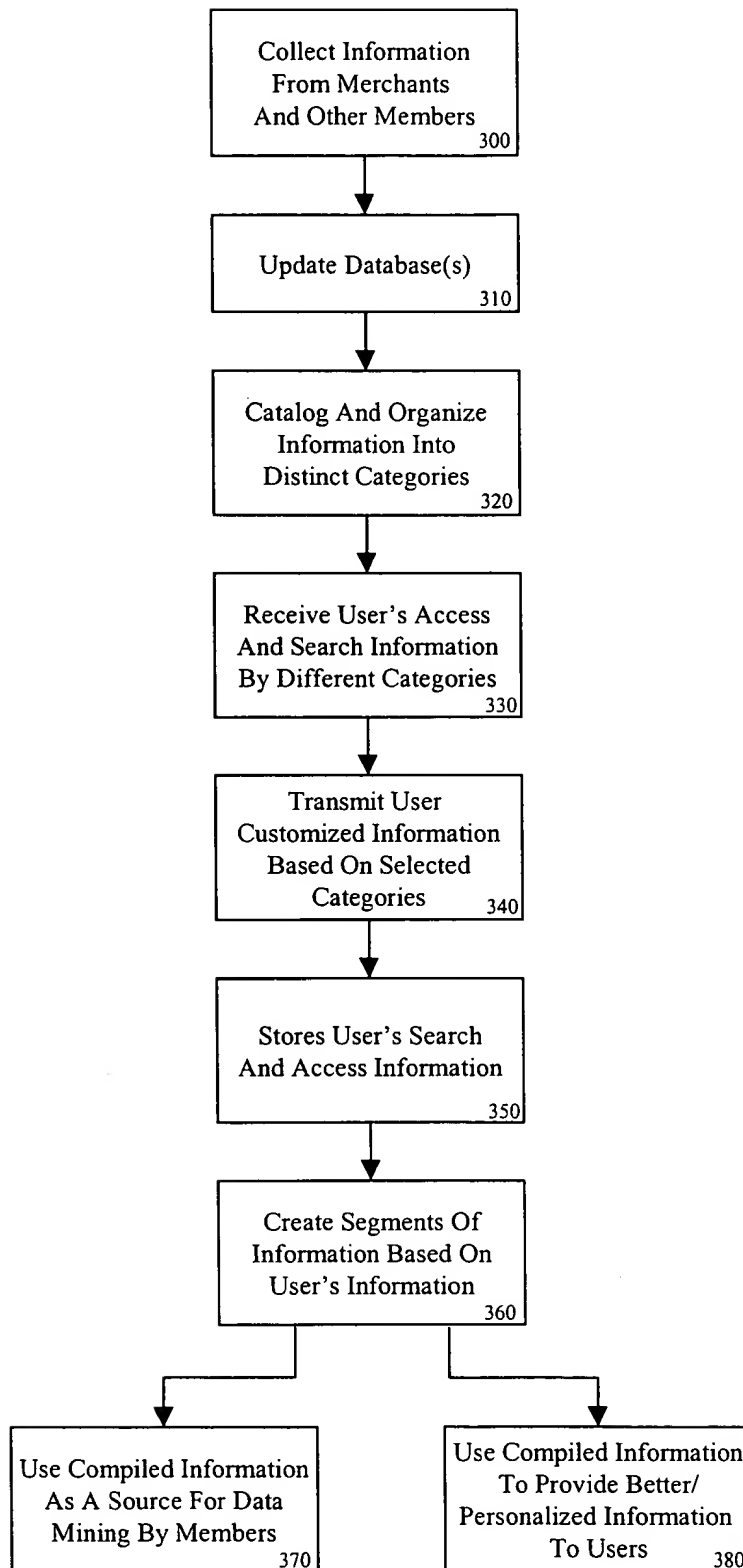 Collect Information
From Merchants
And Other Members
300
Update Database(s)
310
Catalog And Organize
Information Into
Distinct Categories
320
Receive User's Access
And Search Information
By Different Categories
330
Transmit User
Customized Information
Based On Selected
Categories
340
Stores User's Search
And Access Information
350
Create Segments Of
Information Based On
User's Information
360
Use Compiled Information
As A Source For Data
Mining By Members
370
Use Compiled Information
To Provide Better/
Personalized Information
To Users
380